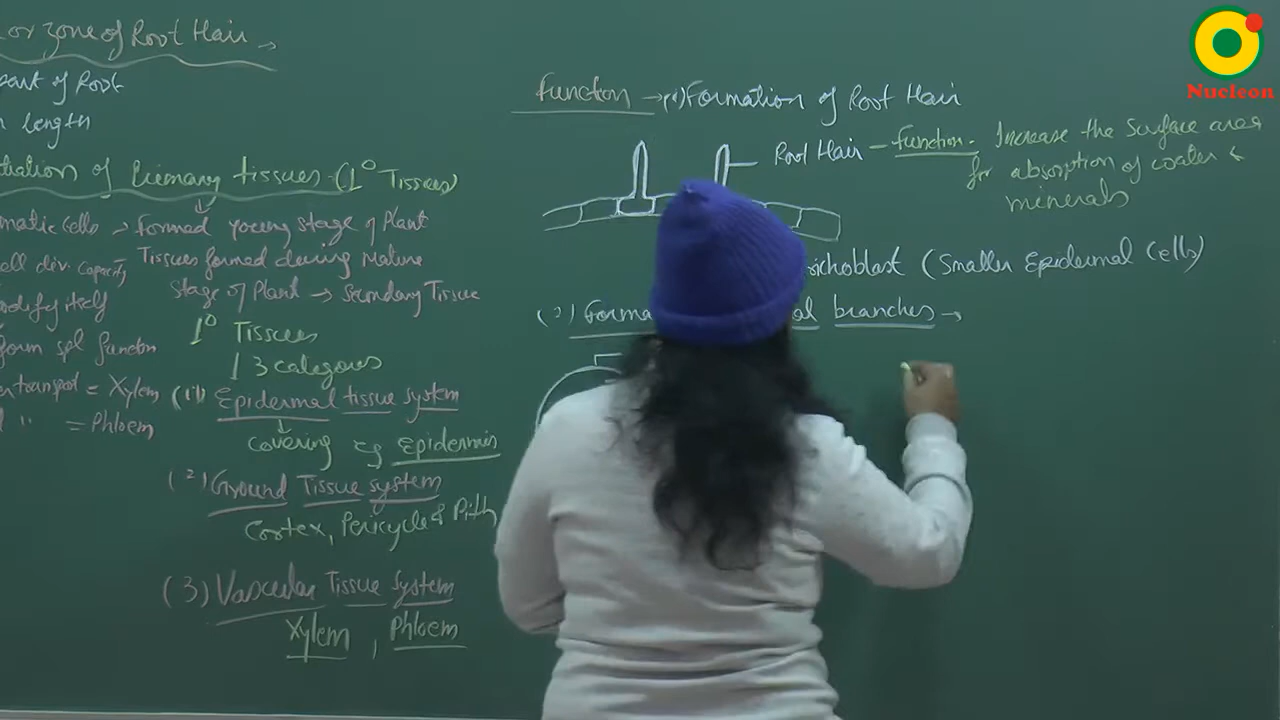 or zone of Root Hair
part of Root
length
tiation of Primary tissues - (1° Tissues)
matic cells → formed young stage of Plant
ell div. capacity Tissues formed during Mature
stage of Plant → secondary Tissue
modify itself
1° Tissues
form spl function
3 categories
transport = Xylem
(1) Epidermal tissue system
" = Phloem
covering eg Epidermis
(2) Ground Tissue system
Cortex, Pericycle & Pith
(3) Vascular Tissue system
Xylem , Phloem
function → (1) Formation of Root Hair
Root Hair - function. Increase the surface area
for absorption of water &
minerals
richoblast (smaller Epidermal cells)
(2) Forma al branches →
Nucleon